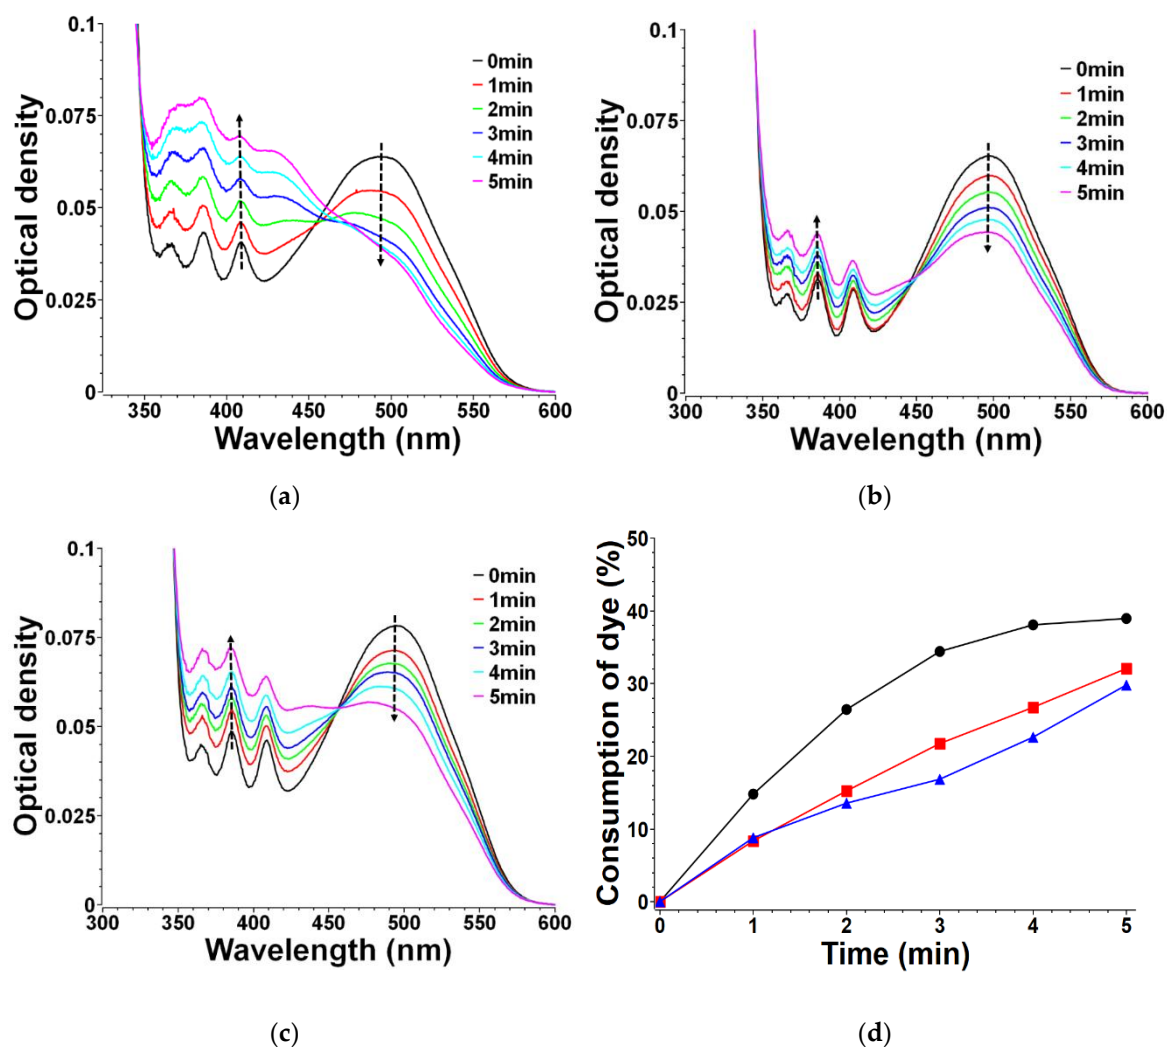 0.1
0.075
0.05
0.025
0
Optical density
0min
1min
2min
3min
4min
5min
350 400 450 500 550 600
Wavelength (nm)
(a)
0.1
0.075
0.05
0.025
0
Optical density
0min
1min
2min
3min
4min
5min
300 350 400 450 500 550 600
Wavelength (nm)
(b)
0.1
0.075
0.05
0.025
0
Optical density
0min
1min
2min
3min
4min
5min
300 350 400 450 500 550 600
Wavelength (nm)
(c)
50
40
30
20
10
0
Consumption of dye (%)
0 1 2 3 4 5
Time (min)
(d)